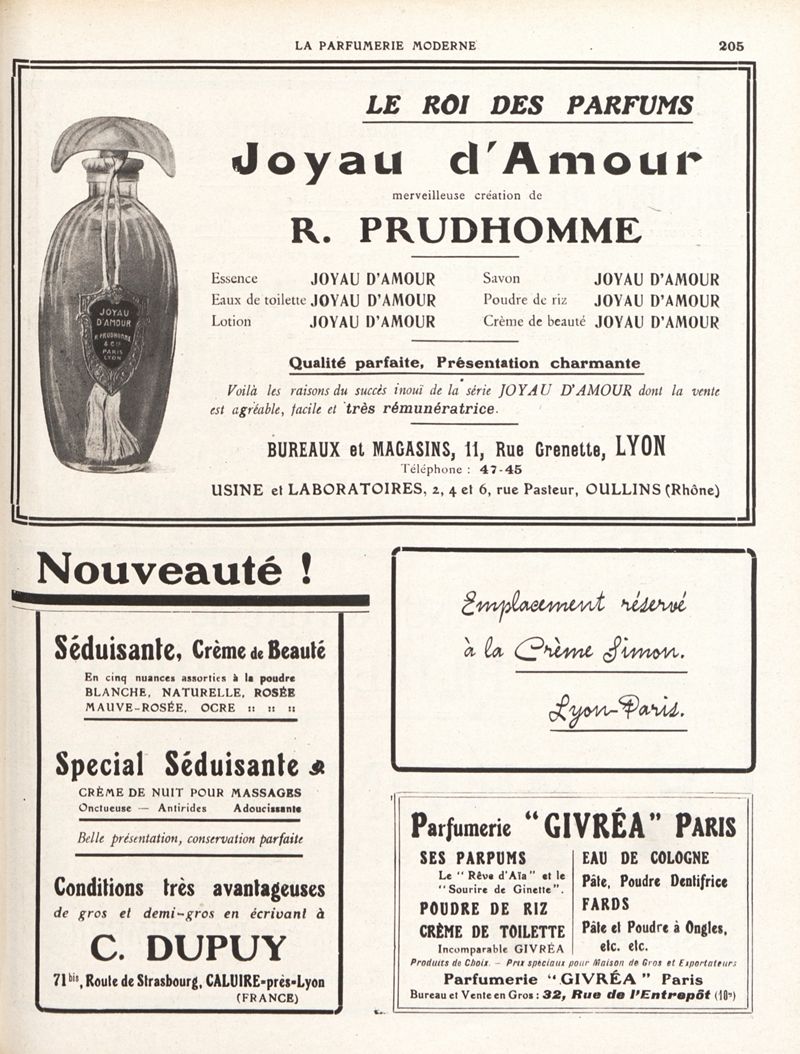 LA PARFUMERIE MODERNE
205
LE ROI DES PARFUMS
Joyau d'Amour
merveilleuse création de
R. PRUDHOMME
Essence JOYAU D'AMOUR
Eaux de toilette JOYAU D'AMOUR
Lotion JOYAU D'AMOUR
Savon JOYAU D'AMOUR
Poudre de riz JOYAU D'AMOUR
Crème de beauté JOYAU D'AMOUR
JOYAU
D'AMOUR
R. PRUDHOMME
& Cie
PARIS
LYON
Qualité parfaite, Présentation charmante
Voilà les raisons du succès inouï de la série JOYAU D'AMOUR dont la vente
est agréable, facile et très rémunératrice.
BUREAUX et MAGASINS, 11, Rue Grenette, LYON
Téléphone : 47-45
USINE et LABORATOIRES, 2, 4 et 6, rue Pasteur, OULLINS (Rhône)
Nouveauté !
Séduisante, Crème de Beauté
En cinq nuances assorties à la poudre
BLANCHE, NATURELLE, ROSÉE
MAUVE-ROSÉE, OCRE :: :: ::
Special Séduisante
CRÈME DE NUIT POUR MASSAGES
Onctueuse — Antirides Adoucissante
Belle présentation, conservation parfaite
Conditions très avantageuses
de gros et demi-gros en écrivant à
C. DUPUY
71 bis, Route de Strasbourg, CALUIRE-près-Lyon
(FRANCE)
Emplacement réservé
à la Crème Simon.
Lyon-Paris.
Parfumerie "GIVRÉA" PARIS
SES PARPUMS
Le "Rêve d'Aïa" et le
"Sourire de Ginette".
POUDRE DE RIZ
CRÈME DE TOILETTE
Incomparable GIVRÉA
EAU DE COLOGNE
Pâte, Poudre Dentifrice
FARDS
Pâte et Poudre à Ongles,
etc. etc.
Produits de Choix. — Prix spéciaux pour Maison de Gros et Exportateurs
Parfumerie "GIVRÉA" Paris
Bureau et Vente en Gros : 32, Rue de l'Entrepôt (10e)